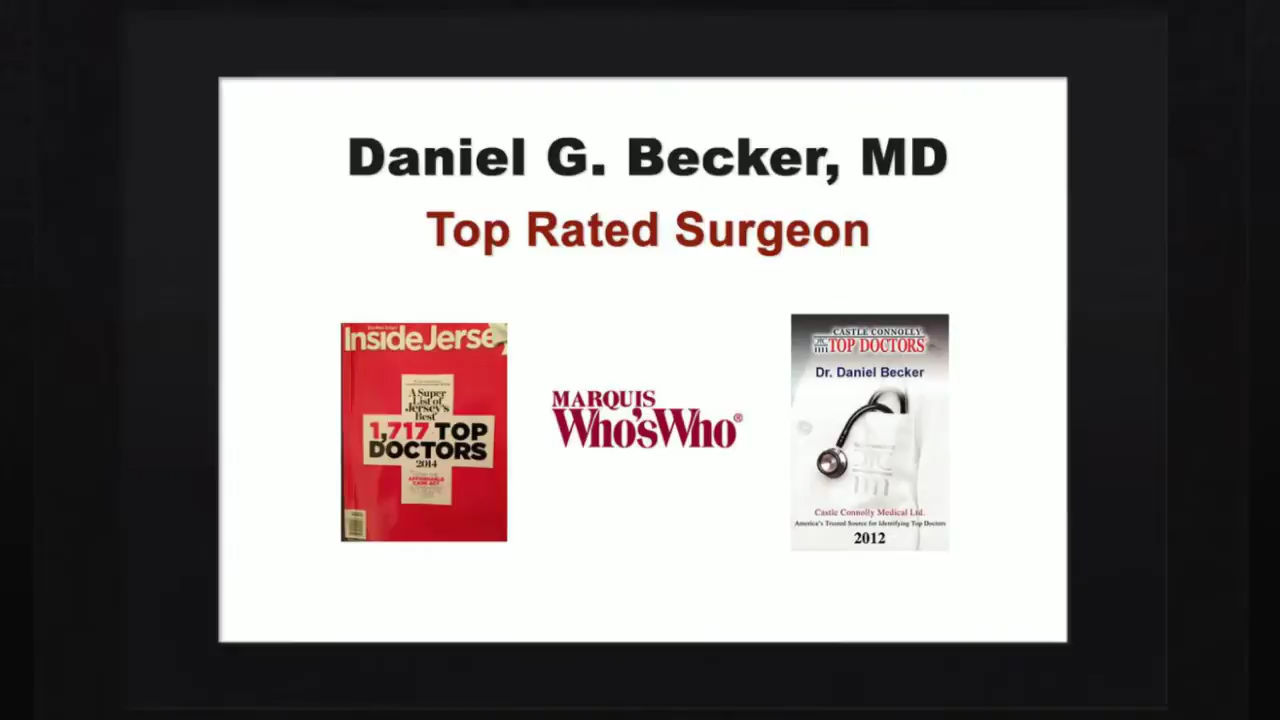 Daniel G. Becker, MD
Top Rated Surgeon
InsideJersey
A Super
List of
Jersey's
Best
1,717 TOP
DOCTORS
2014
AFFORDABLE
CARE ACT
MARQUIS
Who'sWho®
CASTLE CONNOLLY
TOP DOCTORS
Dr. Daniel Becker
Castle Connolly Medical Ltd.
America's Trusted Source for Identifying Top Doctors
2012